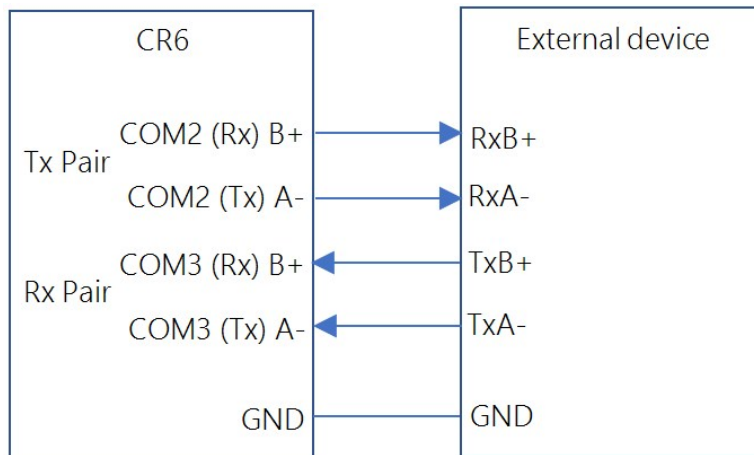 CR6
External device
Tx Pair
COM2 (Rx) B+
RxB+
COM2 (Tx) A-
RxA-
Rx Pair
COM3 (Rx) B+
TxB+
COM3 (Tx) A-
TxA-
GND
GND